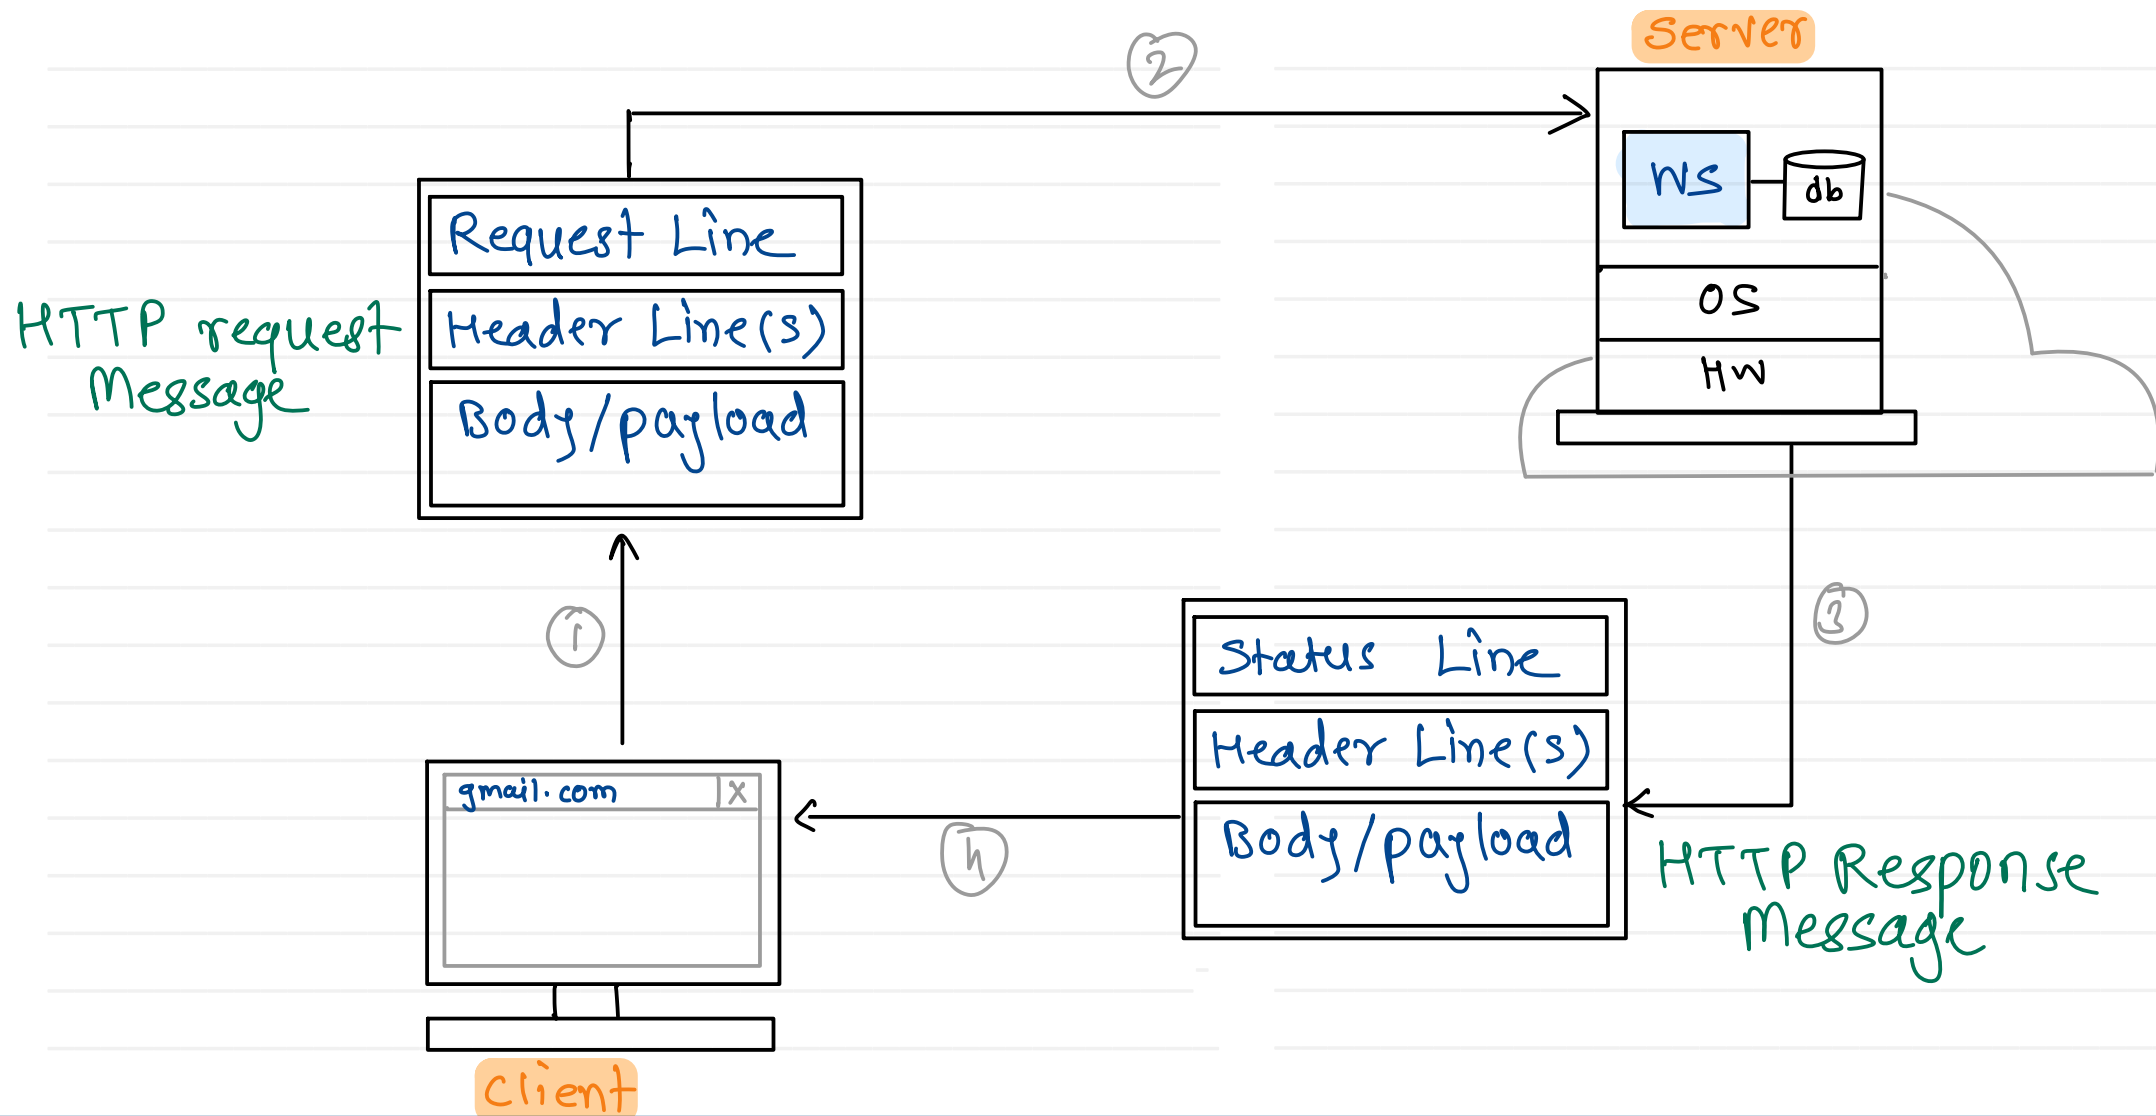 Server
2
WS
db
OS
HW
Request Line
Header Line(s)
Body/payload
HTTP request
Message
1
3
Status Line
Header Line(s)
Body/payload
HTTP Response
Message
4
gmail.com
X
Client